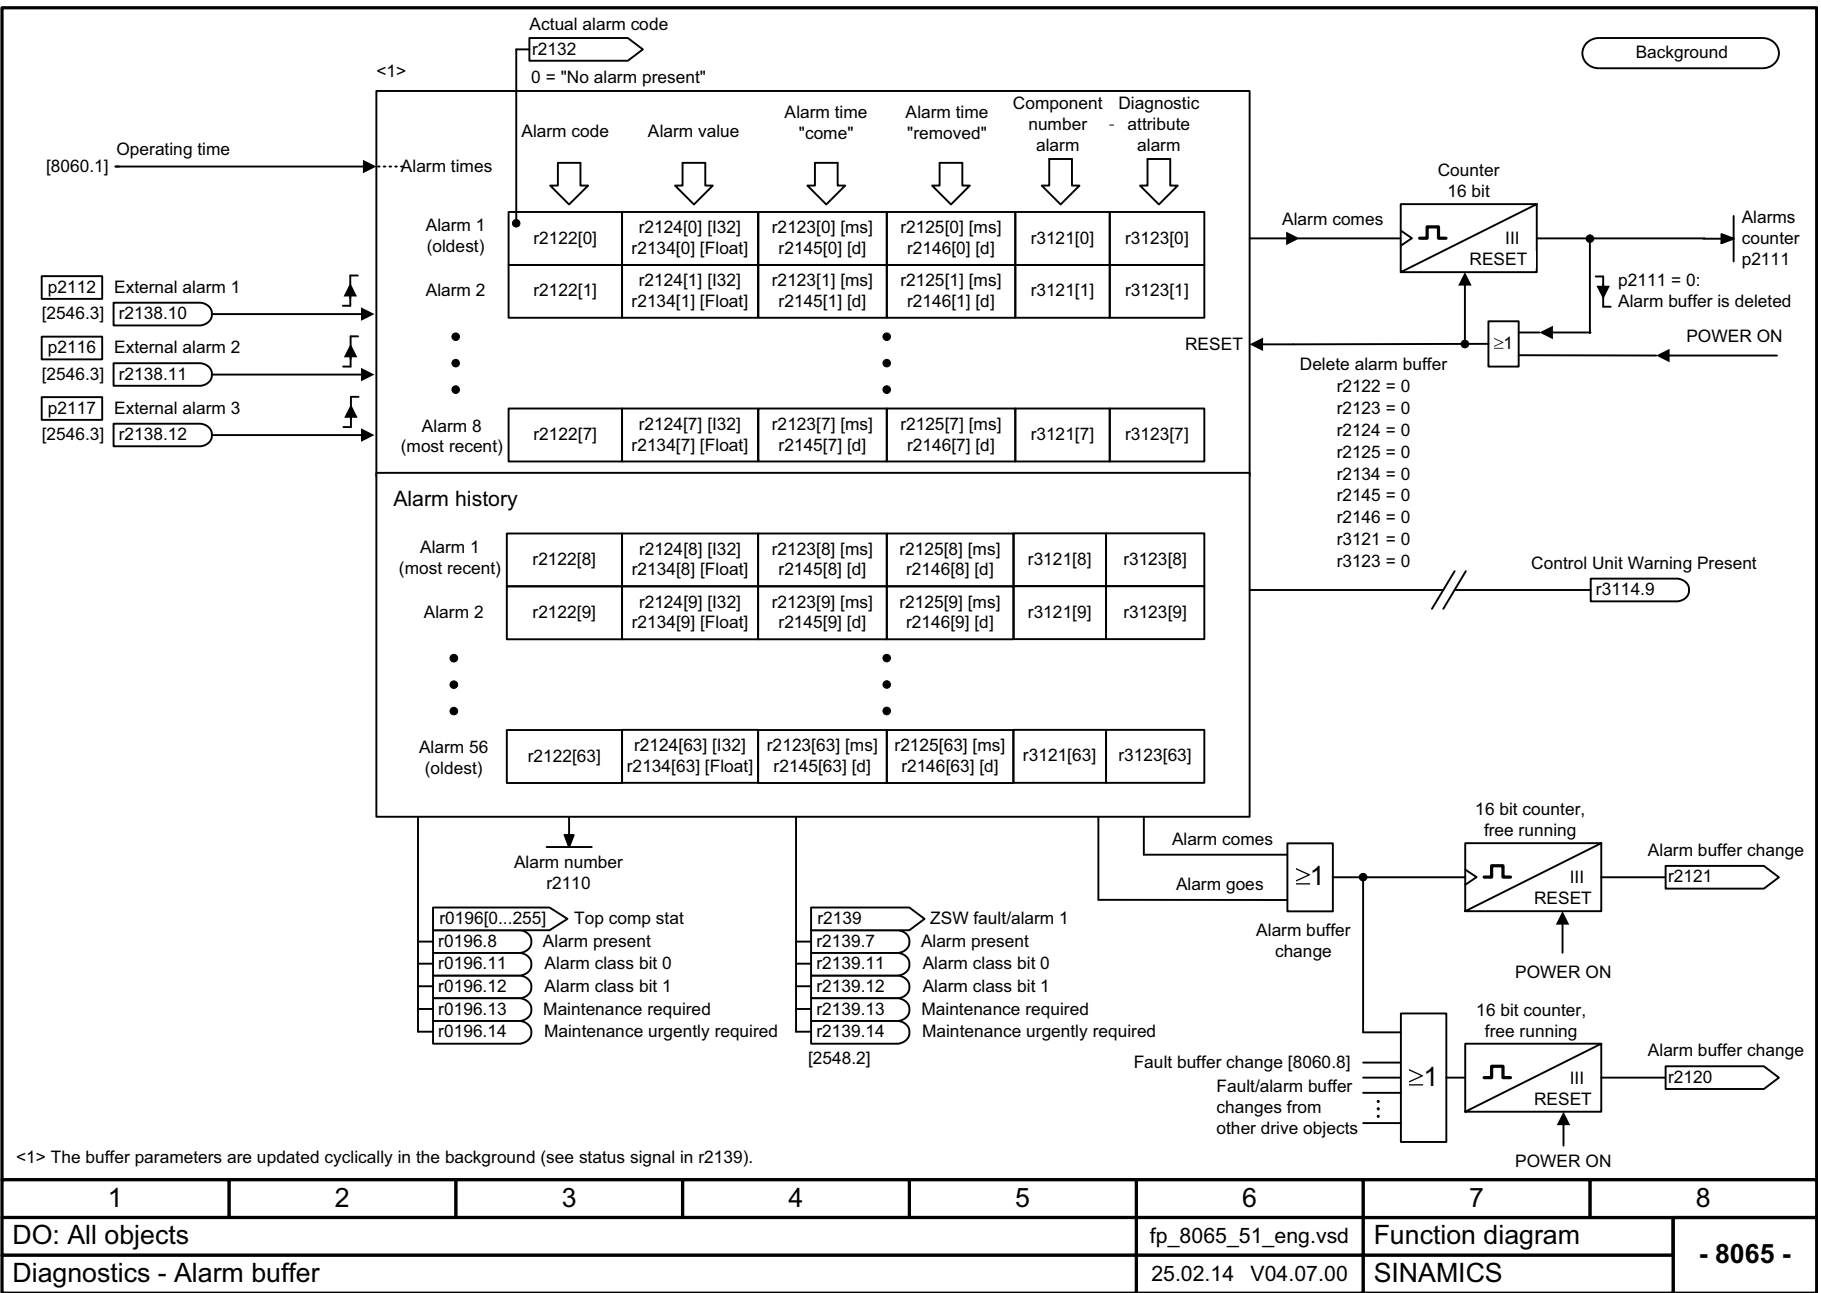 Actual alarm code
r2132
0 = "No alarm present"
Background
<1>
Alarm code
Alarm value
Alarm time
"come"
Alarm time
"removed"
Component
number
alarm
-
Diagnostic
attribute
alarm
Operating time
[8060.1]
Alarm times
Alarm 1
(oldest)
r2122[0]
r2124[0] [I32]
r2134[0] [Float]
r2123[0] [ms]
r2145[0] [d]
r2125[0] [ms]
r2146[0] [d]
r3121[0]
r3123[0]
Alarm 2
r2122[1]
r2124[1] [I32]
r2134[1] [Float]
r2123[1] [ms]
r2145[1] [d]
r2125[1] [ms]
r2146[1] [d]
r3121[1]
r3123[1]
Alarm 8
(most recent)
r2122[7]
r2124[7] [I32]
r2134[7] [Float]
r2123[7] [ms]
r2145[7] [d]
r2125[7] [ms]
r2146[7] [d]
r3121[7]
r3123[7]
p2112
External alarm 1
[2546.3]
r2138.10
p2116
External alarm 2
[2546.3]
r2138.11
p2117
External alarm 3
[2546.3]
r2138.12
Alarm comes
Counter
16 bit
III
RESET
Alarms
counter
p2111
p2111 = 0:
Alarm buffer is deleted
POWER ON
≥1
RESET
Delete alarm buffer
r2122 = 0
r2123 = 0
r2124 = 0
r2125 = 0
r2134 = 0
r2145 = 0
r2146 = 0
r3121 = 0
r3123 = 0
Control Unit Warning Present
r3114.9
Alarm history
Alarm 1
(most recent)
r2122[8]
r2124[8] [I32]
r2134[8] [Float]
r2123[8] [ms]
r2145[8] [d]
r2125[8] [ms]
r2146[8] [d]
r3121[8]
r3123[8]
Alarm 2
r2122[9]
r2124[9] [I32]
r2134[9] [Float]
r2123[9] [ms]
r2145[9] [d]
r2125[9] [ms]
r2146[9] [d]
r3121[9]
r3123[9]
Alarm 56
(oldest)
r2122[63]
r2124[63] [I32]
r2134[63] [Float]
r2123[63] [ms]
r2145[63] [d]
r2125[63] [ms]
r2146[63] [d]
r3121[63]
r3123[63]
Alarm number
r2110
r0196[0...255]
Top comp stat
r0196.8
Alarm present
r0196.11
Alarm class bit 0
r0196.12
Alarm class bit 1
r0196.13
Maintenance required
r0196.14
Maintenance urgently required
r2139
ZSW fault/alarm 1
r2139.7
Alarm present
r2139.11
Alarm class bit 0
r2139.12
Alarm class bit 1
r2139.13
Maintenance required
r2139.14
Maintenance urgently required
[2548.2]
Alarm comes
Alarm goes
≥1
Alarm buffer
change
16 bit counter,
free running
III
RESET
POWER ON
Alarm buffer change
r2121
Fault buffer change [8060.8]
Fault/alarm buffer
changes from
other drive objects
≥1
16 bit counter,
free running
III
RESET
POWER ON
Alarm buffer change
r2120
<1> The buffer parameters are updated cyclically in the background (see status signal in r2139).
1 2 3 4 5 6 7 8
DO: All objects
fp_8065_51_eng.vsd
Function diagram
- 8065 -
Diagnostics - Alarm buffer
25.02.14 V04.07.00
SINAMICS